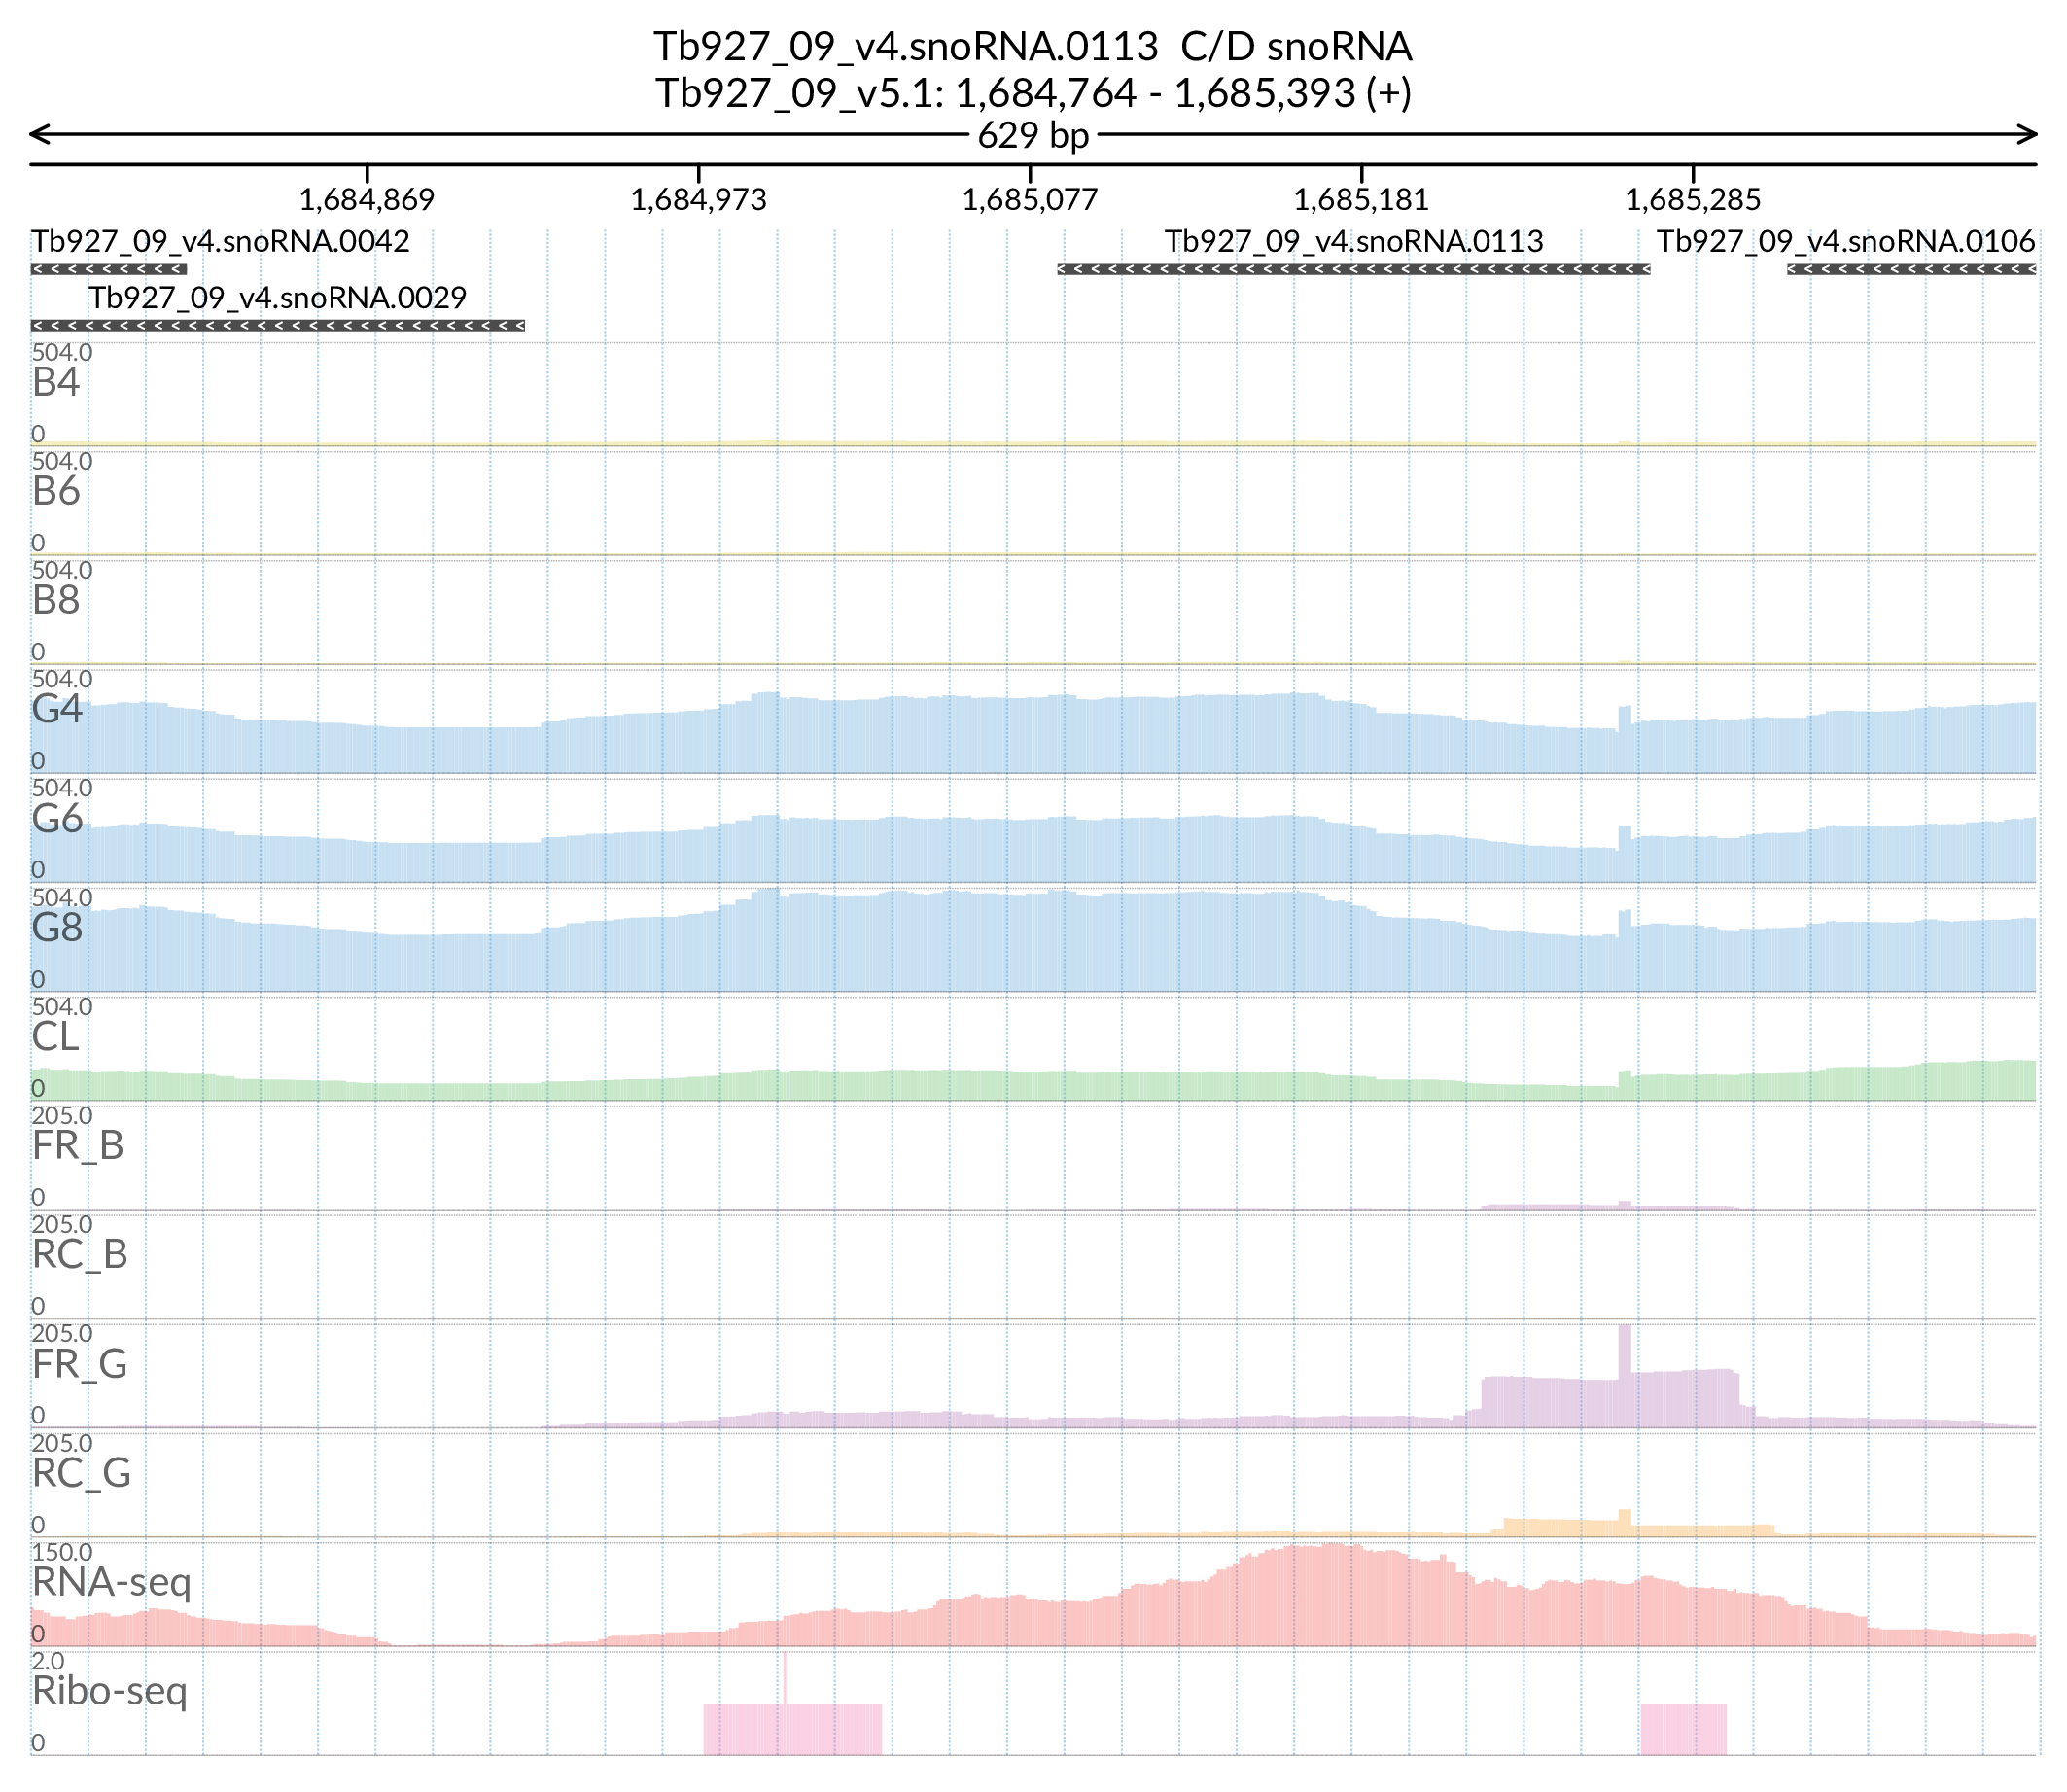 Tb927_09_v4.snoRNA.0113 C/D snoRNA
Tb927_09_v5.1: 1,684,764 - 1,685,393 (+)
629 bp
1,684,869 1,684,973 1,685,077 1,685,181 1,685,285
Tb927_09_v4.snoRNA.0042 Tb927_09_v4.snoRNA.0113 Tb927_09_v4.snoRNA.0106
Tb927_09_v4.snoRNA.0029
504.0
B4
0
504.0
B6
0
504.0
B8
0
504.0
G4
0
504.0
G6
0
504.0
G8
0
504.0
CL
0
205.0
FR_B
0
205.0
RC_B
0
205.0
FR_G
0
205.0
RC_G
0
150.0
RNA-seq
0
2.0
Ribo-seq
0